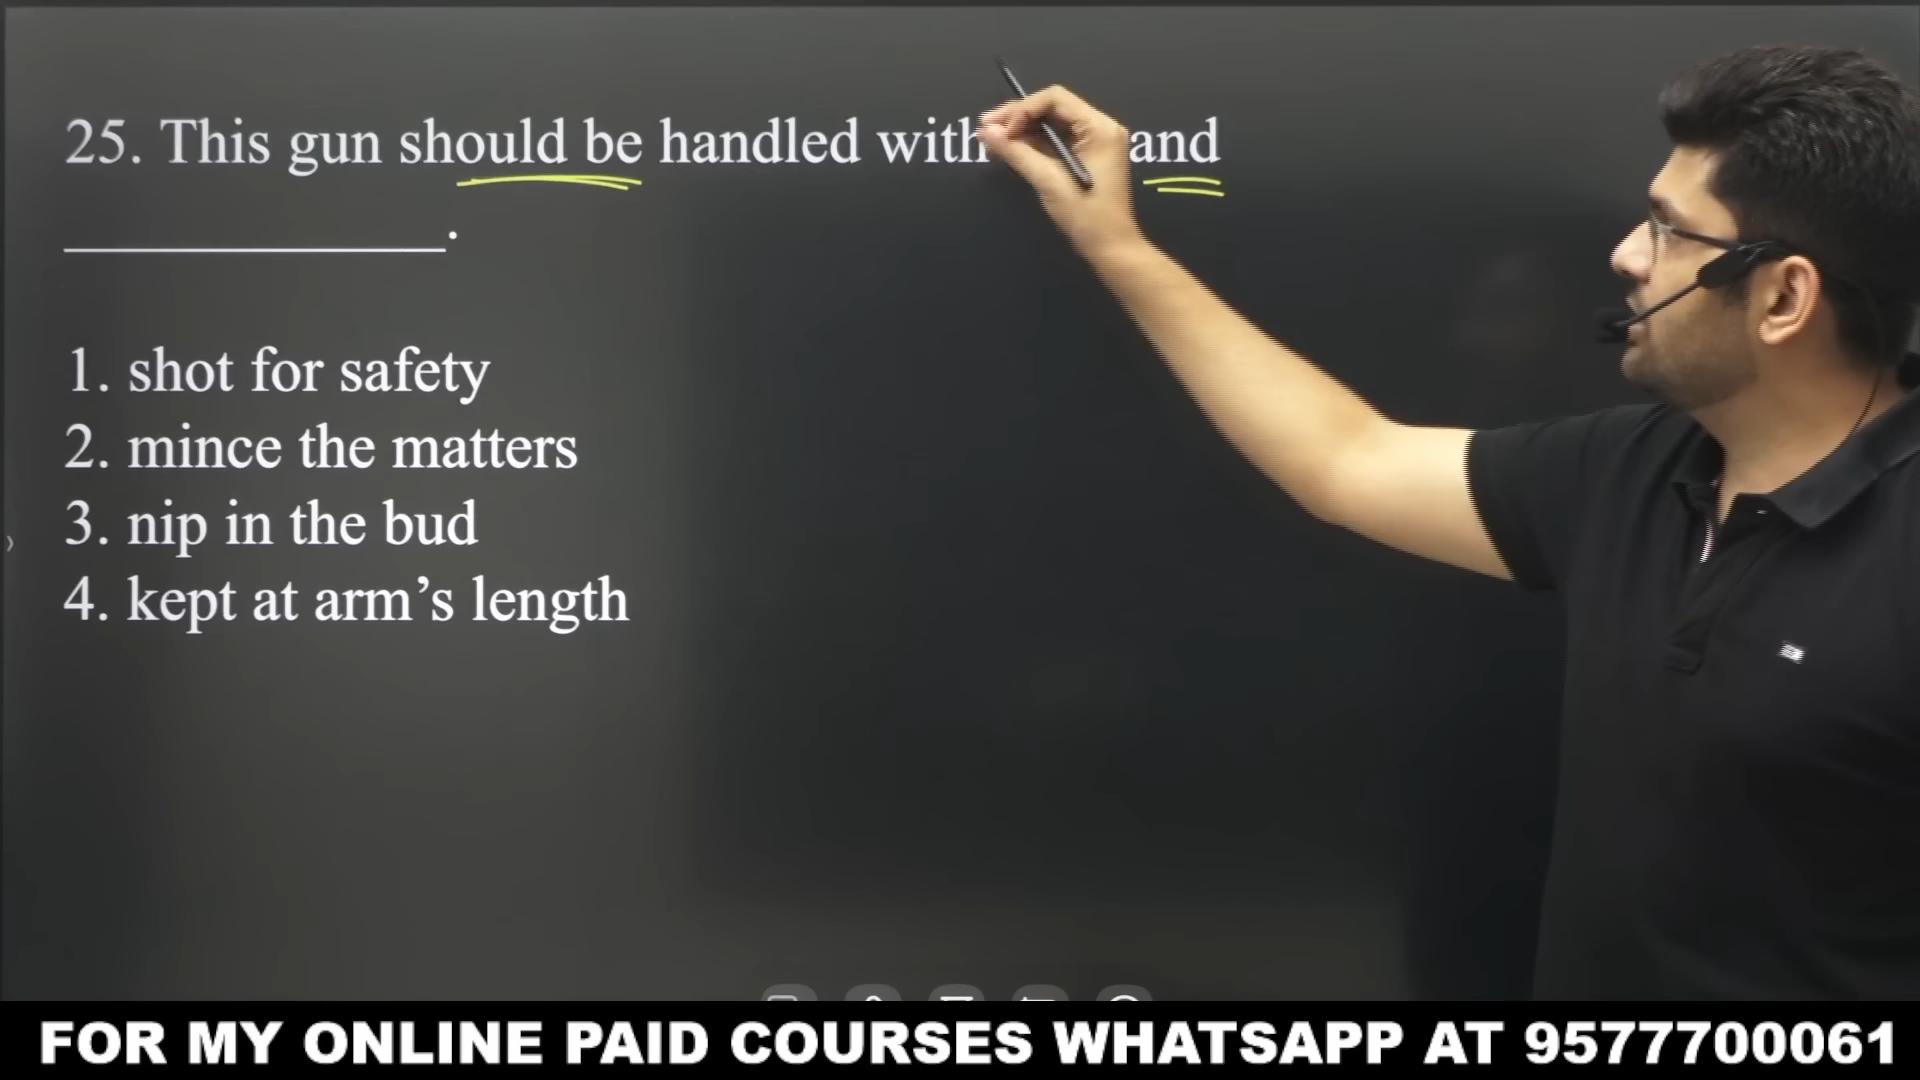 25. This gun should be handled with and
______________.
1. shot for safety
2. mince the matters
3. nip in the bud
4. kept at arm’s length
FOR MY ONLINE PAID COURSES WHATSAPP AT 9577700061